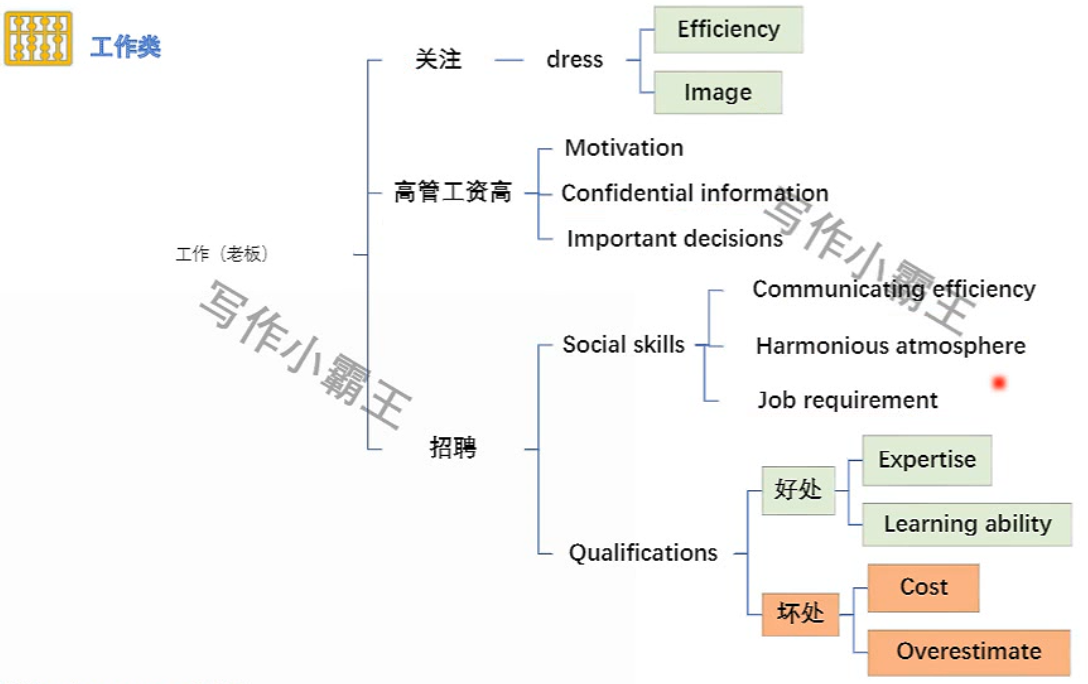 工作类
工作（老板）
关注
dress
Efficiency
Image
高管工资高
Motivation
Confidential information
Important decisions
招聘
Social skills
Communicating efficiency
Harmonious atmosphere
Job requirement
Qualifications
好处
Expertise
Learning ability
坏处
Cost
Overestimate
写作小霸王
写作小霸王